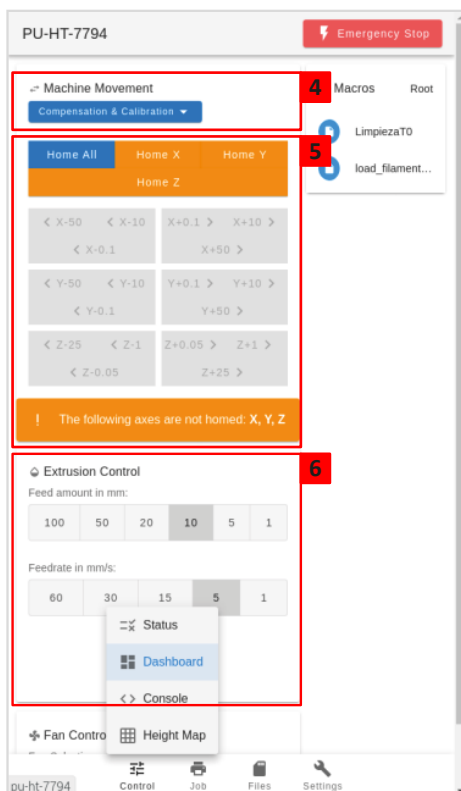 PU-HT-7794
Emergency Stop
Machine Movement
4
Compensation & Calibration
Macros Root
LimpiezaT0
load_filament...
5
Home All Home X Home Y
Home Z
X-50 X-10 X+0.1 X+10
X-0.1 X+50
Y-50 Y-10 Y+0.1 Y+10
Y-0.1 Y+50
Z-25 Z-1 Z+0.05 Z+1
Z-0.05 Z+25
! The following axes are not homed: X, Y, Z
6
Extrusion Control
Feed amount in mm:
100 50 20 10 5 1
Feedrate in mm/s:
60 30 15 5 1
Status
Dashboard
Console
Height Map
Fan Contro
pu-ht-7794
Control Job Files Settings